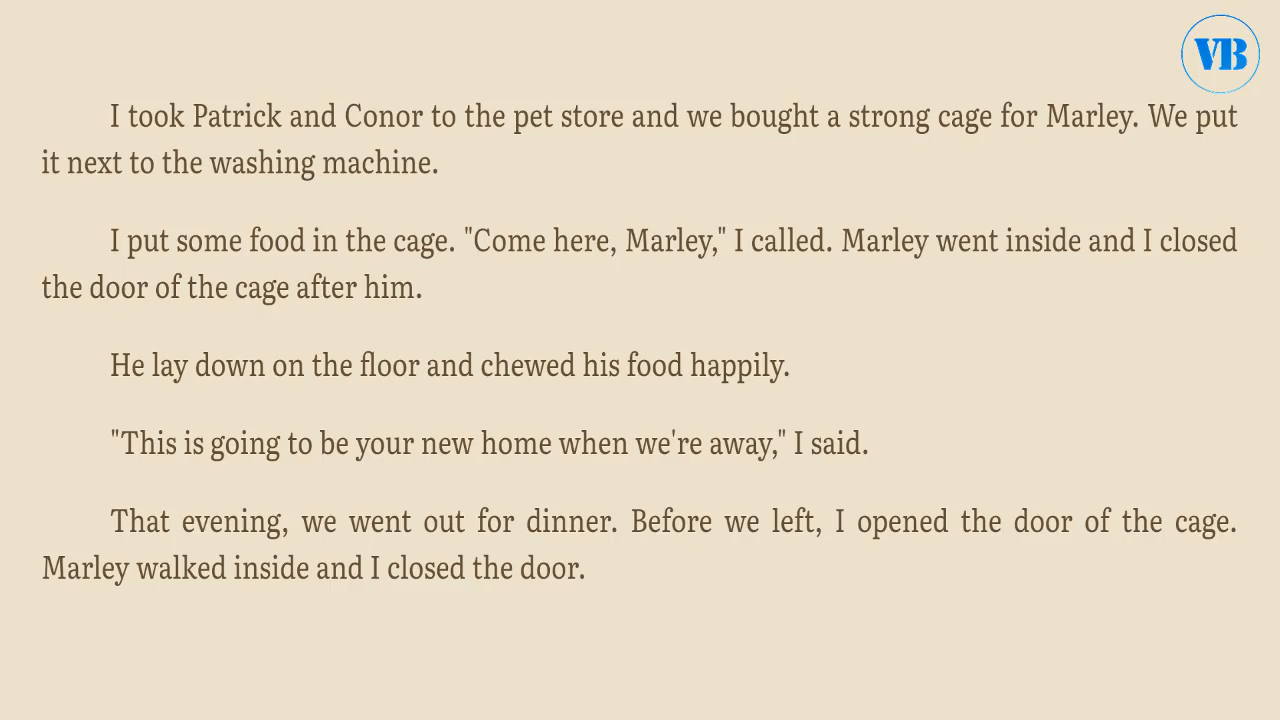 VB
I took Patrick and Conor to the pet store and we bought a strong cage for Marley. We put
it next to the washing machine.
I put some food in the cage. "Come here, Marley," I called. Marley went inside and I closed
the door of the cage after him.
He lay down on the floor and chewed his food happily.
"This is going to be your new home when we're away," I said.
That evening, we went out for dinner. Before we left, I opened the door of the cage.
Marley walked inside and I closed the door.